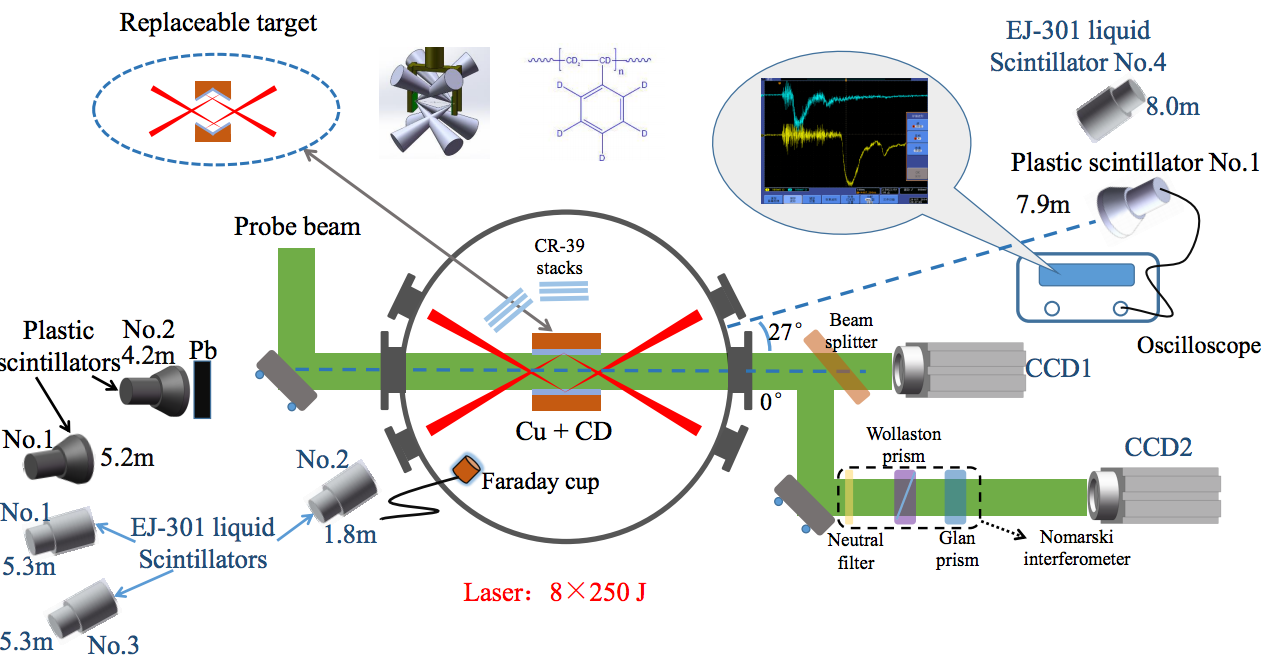 Replaceable target
CD2
CD
n
D
D
D
D
D
EJ-301 liquid
Scintillator No.4
8.0m
Plastic scintillator No.1
7.9m
Probe beam
CR-39
stacks
27°
0°
Beam
splitter
Oscilloscope
CCD1
Plastic
scintillators
No.2
4.2m
Pb
No.1
5.2m
Cu + CD
No.2
1.8m
Faraday cup
No.1
5.3m
EJ-301 liquid
Scintillators
5.3m
No.3
Laser: 8×250 J
Wollaston
prism
CCD2
Neutral
filter
Glan
prism
Nomarski
interferometer